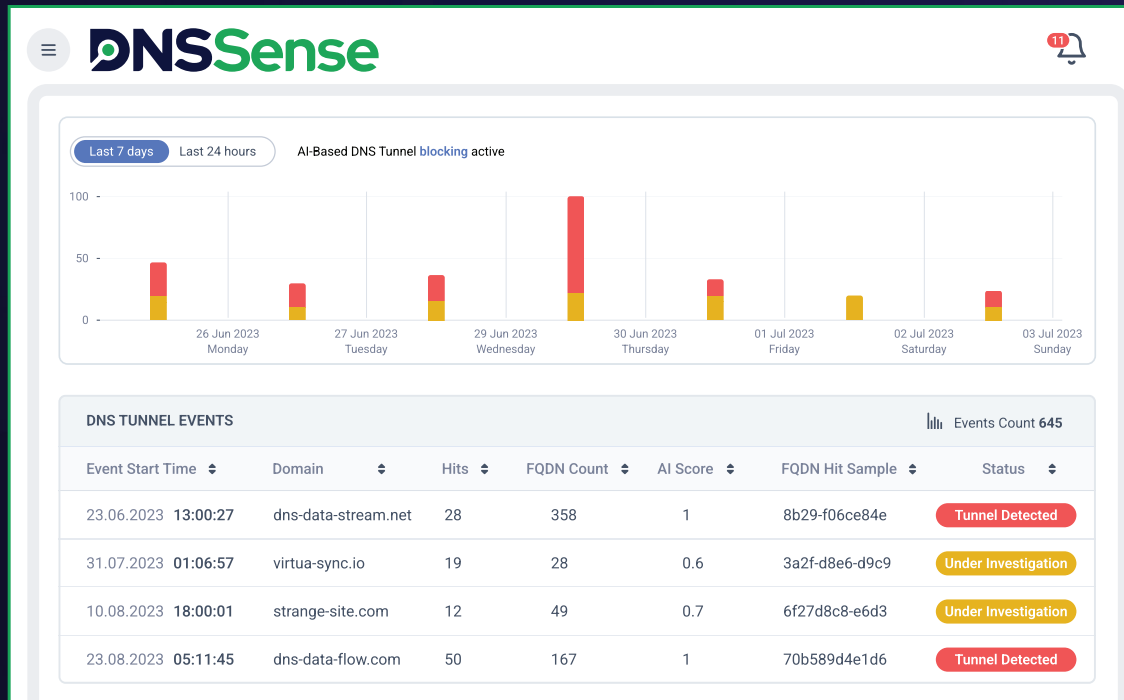 DNSSense
11
Last 7 days Last 24 hours AI-Based DNS Tunnel blocking active
100
50
0
26 Jun 2023 27 Jun 2023 29 Jun 2023 30 Jun 2023 01 Jul 2023 02 Jul 2023 03 Jul 2023
Monday Tuesday Wednesday Thursday Friday Saturday Sunday
DNS TUNNEL EVENTS Events Count 645
Event Start Time Domain Hits FQDN Count AI Score FQDN Hit Sample Status
23.06.2023 13:00:27 dns-data-stream.net 28 358 1 8b29-f06ce84e Tunnel Detected
31.07.2023 01:06:57 virtua-sync.io 19 28 0.6 3a2f-d8e6-d9c9 Under Investigation
10.08.2023 18:00:01 strange-site.com 12 49 0.7 6f27d8c8-e6d3 Under Investigation
23.08.2023 05:11:45 dns-data-flow.com 50 167 1 70b589d4e1d6 Tunnel Detected